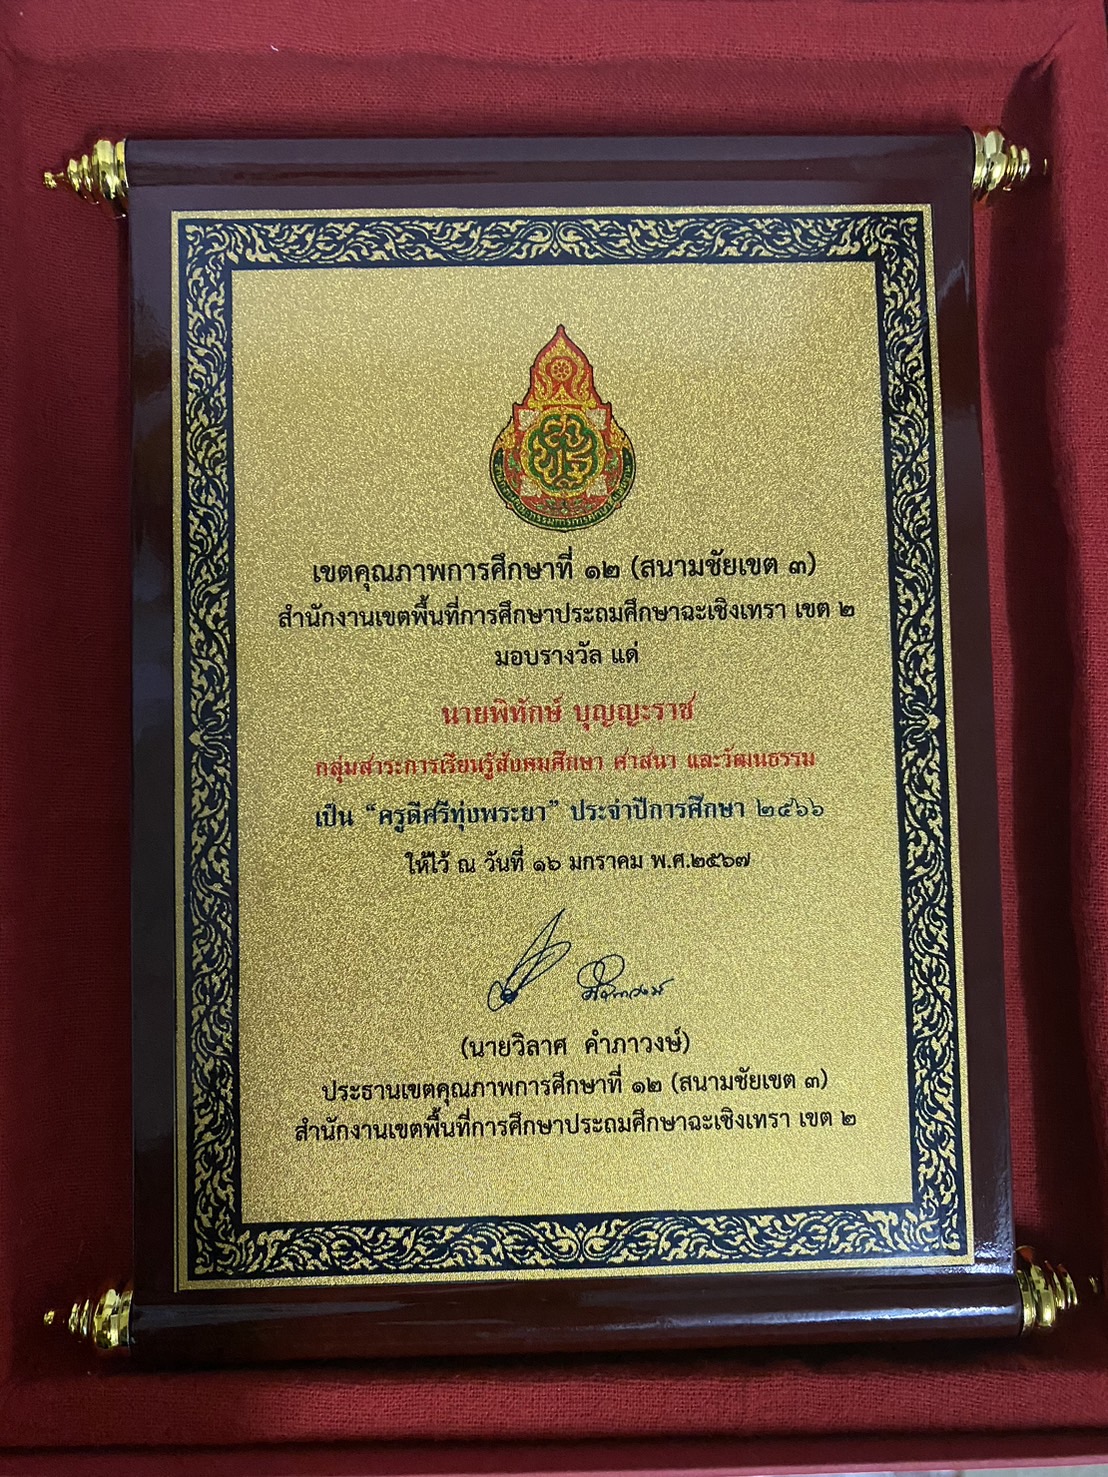 เขตคุณภาพการศึกษาที่ ๑๒ (สนามชัยเขต ๓)
สำนักงานเขตพื้นที่การศึกษาประถมศึกษาฉะเชิงเทรา เขต ๒
มอบรางวัล แด่
นายพิทักษ์ บุญญะราช
กลุ่มสาระการเรียนรู้สังคมศึกษา ศาสนา และวัฒนธรรม
เป็น “ครูดีศรีทุ่งพระยา” ประจำปีการศึกษา ๒๕๖๖
ให้ไว้ ณ วันที่ ๑๖ มกราคม พ.ศ.๒๕๖๗
(นายวิลาศ คำภาวงษ์)
ประธานเขตคุณภาพการศึกษาที่ ๑๒ (สนามชัยเขต ๓)
สำนักงานเขตพื้นที่การศึกษาประถมศึกษาฉะเชิงเทรา เขต ๒